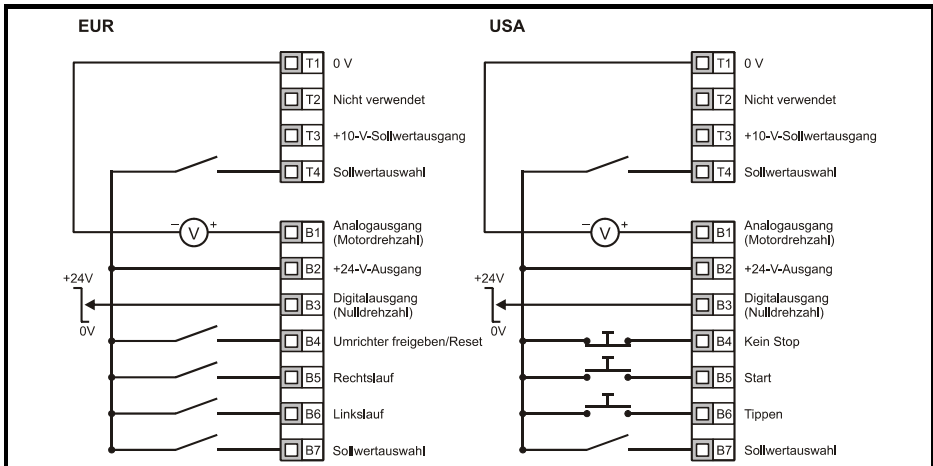 EUR
T1 0 V
T2 Nicht verwendet
T3 +10-V-Sollwertausgang
T4 Sollwertauswahl
– V +
B1 Analogausgang
(Motordrehzahl)
B2 +24-V-Ausgang
+24V
0V
B3 Digitalausgang
(Nulldrehzahl)
B4 Umrichter freigeben/Reset
B5 Rechtslauf
B6 Linkslauf
B7 Sollwertauswahl
USA
T1 0 V
T2 Nicht verwendet
T3 +10-V-Sollwertausgang
T4 Sollwertauswahl
– V +
B1 Analogausgang
(Motordrehzahl)
B2 +24-V-Ausgang
+24V
0V
B3 Digitalausgang
(Nulldrehzahl)
B4 Kein Stop
B5 Start
B6 Tippen
B7 Sollwertauswahl